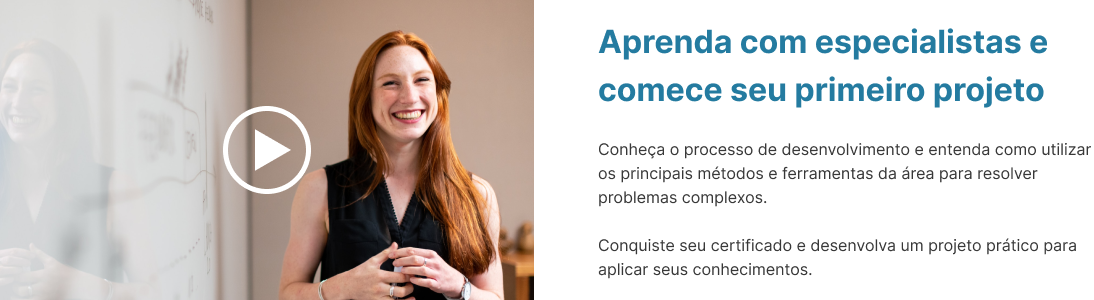 Aprenda com especialistas e
comece seu primeiro projeto
Conheça o processo de desenvolvimento e entenda como utilizar
os principais métodos e ferramentas da área para resolver
problemas complexos.
Conquiste seu certificado e desenvolva um projeto prático para
aplicar seus conhecimentos.